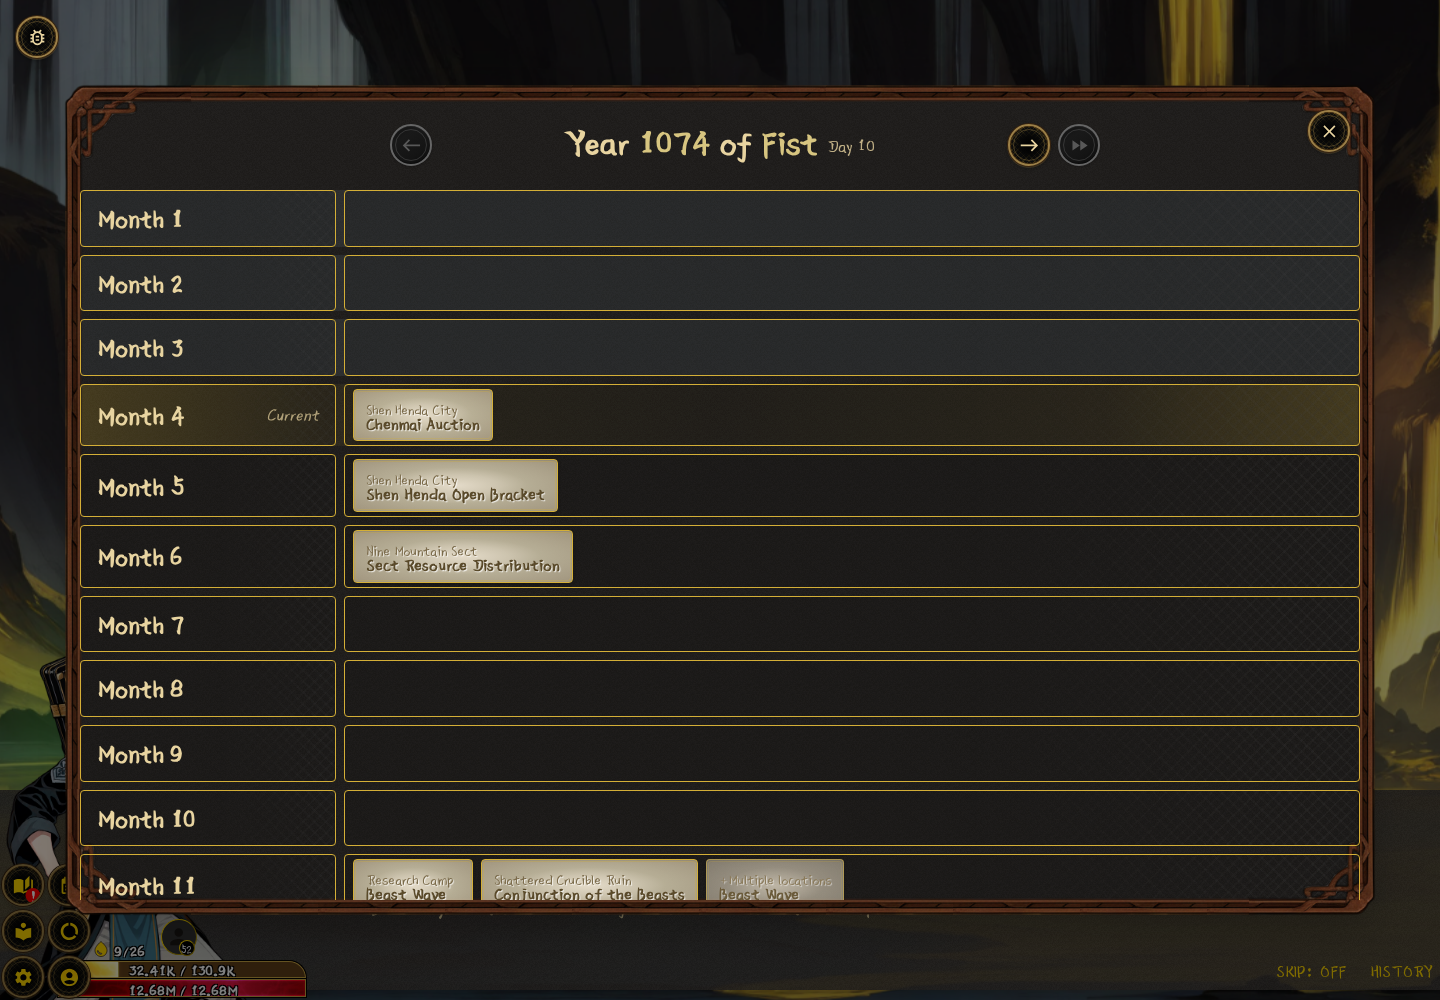 Year 1074 of Fist Day 10
Month 1
Month 2
Month 3
Month 4 Current
Shen Henda City
Chenmai Auction
Month 5
Shen Henda City
Shen Henda Open Bracket
Month 6
Nine Mountain Sect
Sect Resource Distribution
Month 7
Month 8
Month 9
Month 10
Month 11
Research Camp
Beast Wave
Shattered Crucible Ruin
Conjunction of the Beasts
+Multiple locations
Beast Wave
9/26
52
32.41K / 130.9K
12.68M / 12.68M
SKIP: OFF
HISTORY